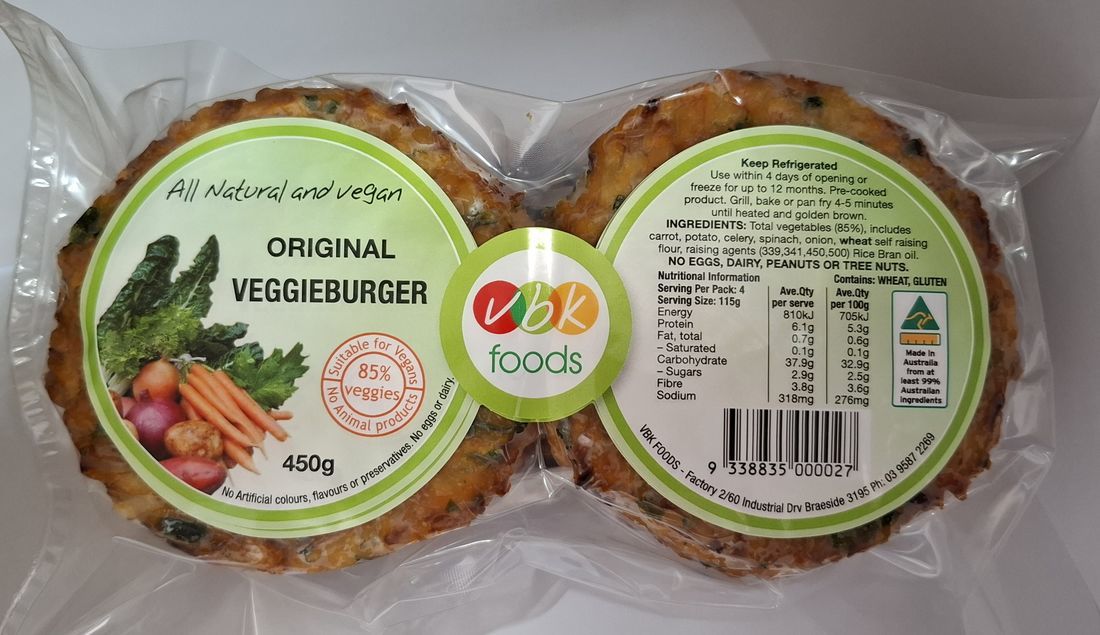 All Natural and vegan
ORIGINAL
VEGGIEBURGER
Suitable for Vegans
85%
veggies
No Animal products
450g
No Artificial colours, flavours or preservatives. No eggs or dairy.
vbk
foods
Keep Refrigerated
Use within 4 days of opening or
freeze for up to 12 months. Pre-cooked
product. Grill, bake or pan fry 4-5 minutes
until heated and golden brown.
INGREDIENTS: Total vegetables (85%), includes
carrot, potato, celery, spinach, onion, wheat self raising
flour, raising agents (339,341,450,500) Rice Bran oil.
NO EGGS, DAIRY, PEANUTS OR TREE NUTS.
Nutritional Information Contains: WHEAT, GLUTEN
Serving Per Pack: 4 Ave.Qty Ave.Qty
Serving Size: 115g per serve per 100g
Energy 810kJ 705kJ
Protein 6.1g 5.3g
Fat, total 0.7g 0.6g
– Saturated 0.1g 0.1g
Carbohydrate 37.9g 32.9g
– Sugars 2.9g 2.5g
Fibre 3.8g 3.6g
Sodium 318mg 276mg
Made in
Australia
from at
least 99%
Australian
ingredients
9 338835 000027
VBK FOODS - Factory 2/60 Industrial Drv Braeside 3195 Ph: 03 9587 2269